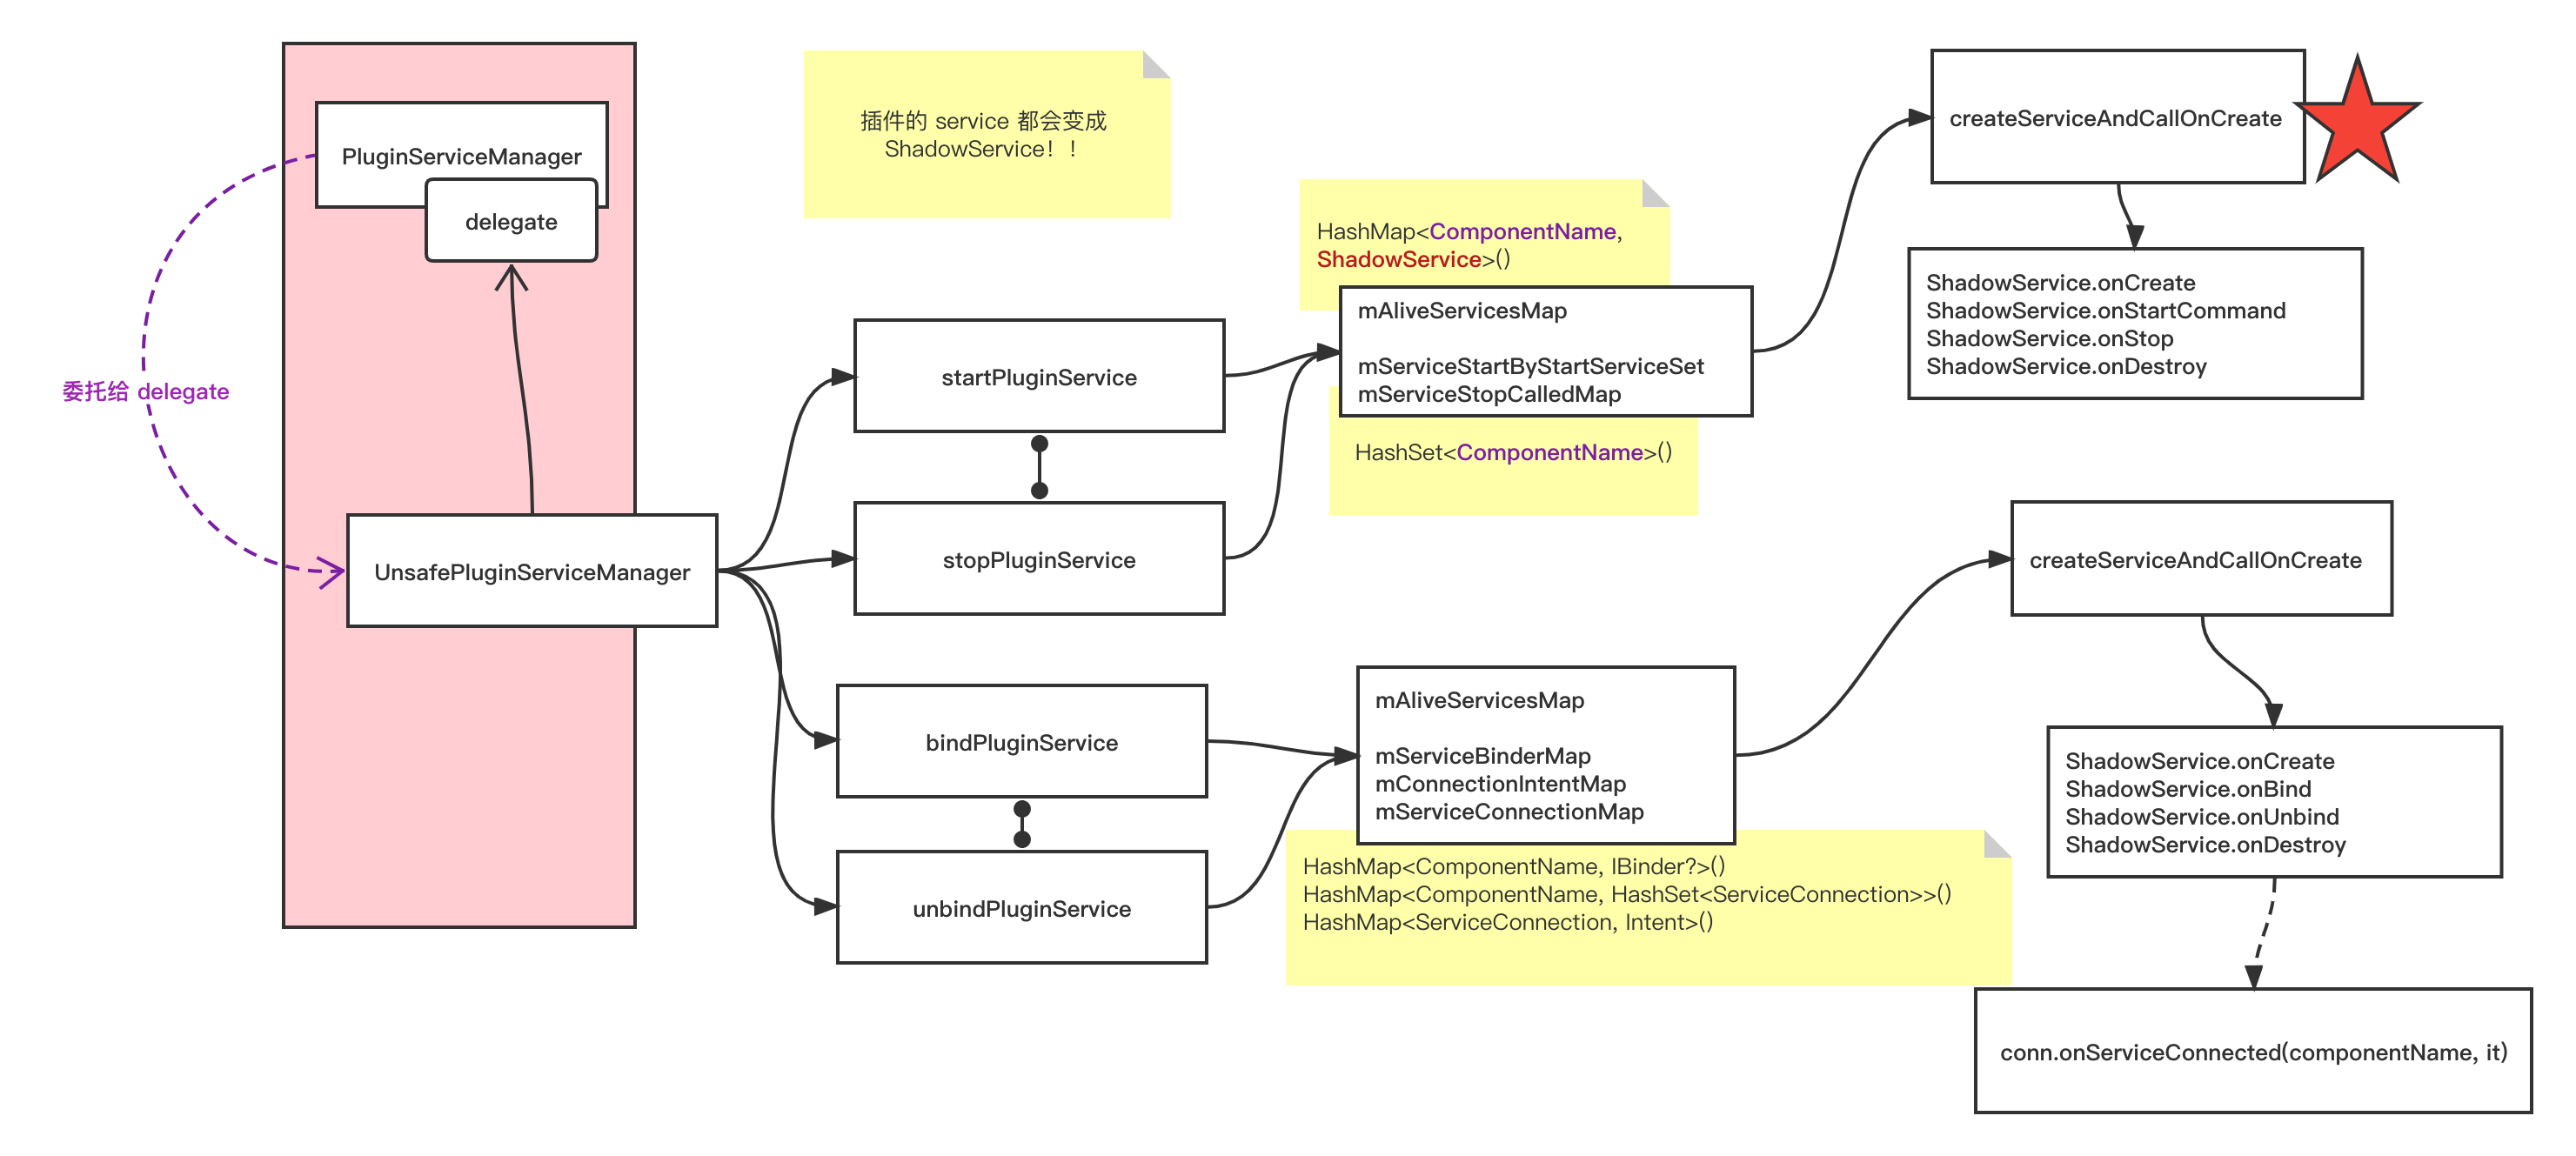 PluginServiceManager
delegate
委托给 delegate
UnsafePluginServiceManager
插件的 service 都会变成
ShadowService！！
startPluginService
stopPluginService
bindPluginService
unbindPluginService
HashMap<ComponentName,
ShadowService>()
mAliveServicesMap
mServiceStartByStartServiceSet
mServiceStopCalledMap
HashSet<ComponentName>()
mAliveServicesMap
mServiceBinderMap
mConnectionIntentMap
mServiceConnectionMap
HashMap<ComponentName, IBinder?>()
HashMap<ComponentName, HashSet<ServiceConnection>>()
HashMap<ServiceConnection, Intent>()
createServiceAndCallOnCreate
ShadowService.onCreate
ShadowService.onStartCommand
ShadowService.onStop
ShadowService.onDestroy
createServiceAndCallOnCreate
ShadowService.onCreate
ShadowService.onBind
ShadowService.onUnbind
ShadowService.onDestroy
conn.onServiceConnected(componentName, it)